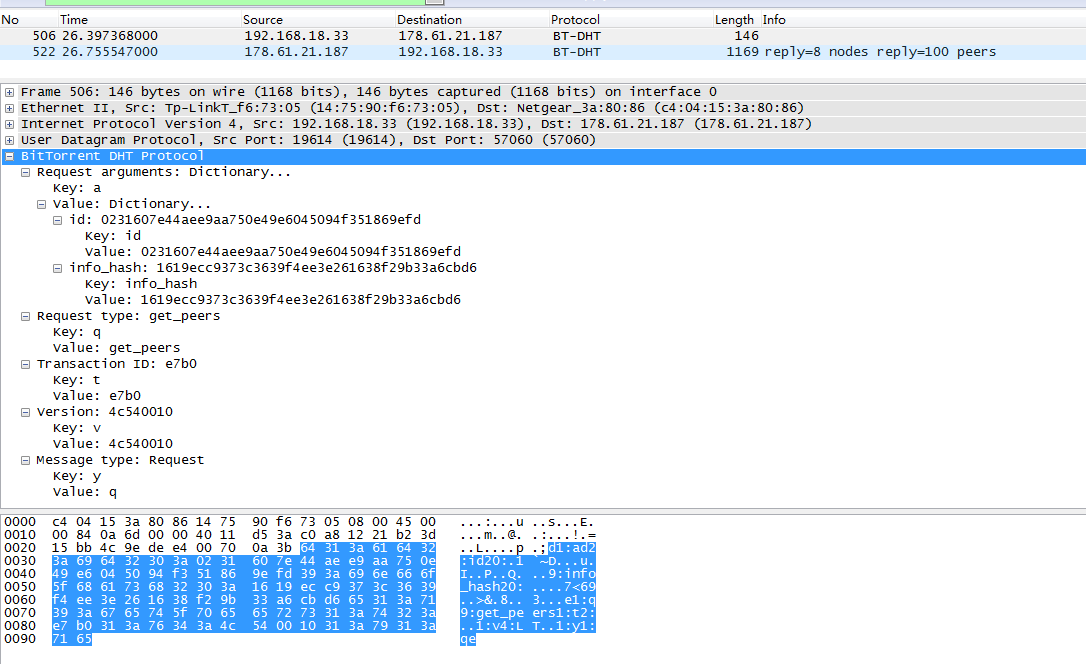 No Time Source Destination Protocol Length Info
506 26.397368000 192.168.18.33 178.61.21.187 BT-DHT 146
522 26.755547000 178.61.21.187 192.168.18.33 BT-DHT 1169 reply=8 nodes reply=100 peers
Frame 506: 146 bytes on wire (1168 bits), 146 bytes captured (1168 bits) on interface 0
Ethernet II, Src: Tp-LinkT_f6:73:05 (14:75:90:f6:73:05), Dst: Netgear_3a:80:86 (c4:04:15:3a:80:86)
Internet Protocol Version 4, Src: 192.168.18.33 (192.168.18.33), Dst: 178.61.21.187 (178.61.21.187)
User Datagram Protocol, Src Port: 19614 (19614), Dst Port: 57060 (57060)
BitTorrent DHT Protocol
Request arguments: Dictionary...
Key: a
Value: Dictionary...
id: 0231607e44aee9aa750e49e6045094f351869efd
Key: id
Value: 0231607e44aee9aa750e49e6045094f351869efd
info_hash: 1619ecc9373c3639f4ee3e261638f29b33a6cbd6
Key: info_hash
Value: 1619ecc9373c3639f4ee3e261638f29b33a6cbd6
Request type: get_peers
Key: q
Value: get_peers
Transaction ID: e7b0
Key: t
Value: e7b0
Version: 4c540010
Key: v
Value: 4c540010
Message type: Request
Key: y
Value: q
0000 c4 04 15 3a 80 86 14 75 90 f6 73 05 08 00 45 00 ...:...u ..s...E.
0010 00 84 0a 6d 00 00 40 11 d5 3a c0 a8 12 21 b2 3d ...m..@. .:...!.=
0020 15 bb 4c 9e de e4 00 70 0a 3b 64 31 3a 61 64 32 ..L....p .;d1:ad2
0030 3a 69 64 32 30 3a 02 31 60 7e 44 ae e9 aa 75 0e :id20:.1 `~D...u.
0040 49 e6 04 50 94 f3 51 86 9e fd 39 3a 69 6e 66 6f I..P..Q. ..9:info
0050 5f 68 61 73 68 32 30 3a 16 19 ec c9 37 3c 36 39 _hash20: ....7<69
0060 f4 ee 3e 26 16 38 f2 9b 33 a6 cb d6 65 31 3a 71 ..>&.8.. 3...e1:q
0070 39 3a 67 65 74 5f 70 65 65 72 73 31 3a 74 32 3a 9:get_pe ers1:t2:
0080 e7 b0 31 3a 76 34 3a 4c 54 00 10 31 3a 79 31 3a ..1:v4:L T..1:y1:
0090 71 65 qe